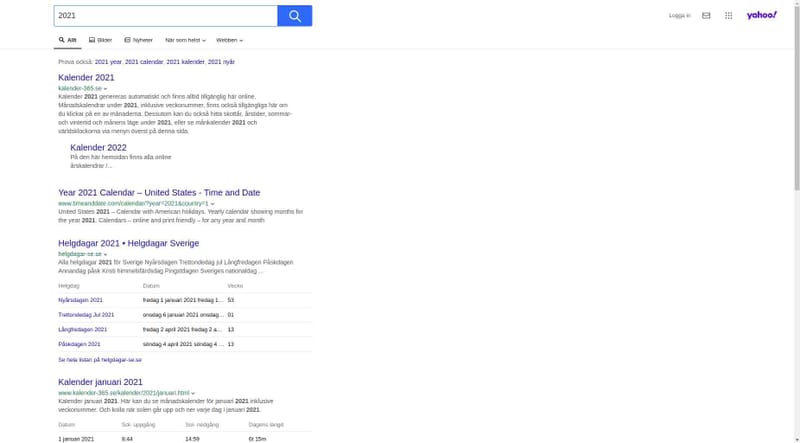 2021
Logga in
yahoo!
Allt Bilder Nyheter När som helst Webben
Prova också: 2021 year, 2021 calendar, 2021 kalender, 2021 nyår
Kalender 2021
kalender-365.se
Kalender 2021 genereras automatiskt och finns alltid tillgänglig här online.
Månadskalendrar under 2021, inklusive veckonummer, finns också tillgängliga här om
du klickar på en av månaderna. Dessutom kan du också hitta skottår, årstider, sommar-
och vintertid och månens läge under 2021, eller se månkalender 2021 och
världsklockorna via menyn överst på denna sida.
Kalender 2022
På den här hemsidan finns alla online
årskalendrar /...
Year 2021 Calendar – United States - Time and Date
www.timeanddate.com/calendar/?year=2021&country=1
United States 2021 – Calendar with American holidays. Yearly calendar showing months for
the year 2021. Calendars – online and print friendly – for any year and month
Helgdagar 2021 • Helgdagar Sverige
helgdagar-se.se
Alla helgdagar 2021 för Sverige Nyårsdagen Trettondedag jul Långfredagen Påskdagen
Annandag påsk Kristi himmelsfärdsdag Pingstdagen Sveriges nationaldag ...
Helgdag Datum Vecka
Nyårsdagen 2021 fredag 1 januari 2021 fredag 1... 53
Trettondedag Jul 2021 onsdag 6 januari 2021 onsdag... 01
Långfredagen 2021 fredag 2 april 2021 fredag 2 a... 13
Påskdagen 2021 söndag 4 april 2021 söndag 4 ... 13
Se hela listan på helgdagar-se.se
Kalender januari 2021
www.kalender-365.se/kalender/2021/januari.html
Kalender januari 2021. Här kan du se månadskalender för januari 2021 inklusive
veckonummer. Och kolla när solen går upp och ner varje dag i januari 2021.
Datum Sol- uppgång Sol- nedgång Dagens längd
1 januari 2021 8:44 14:59 6t 15m